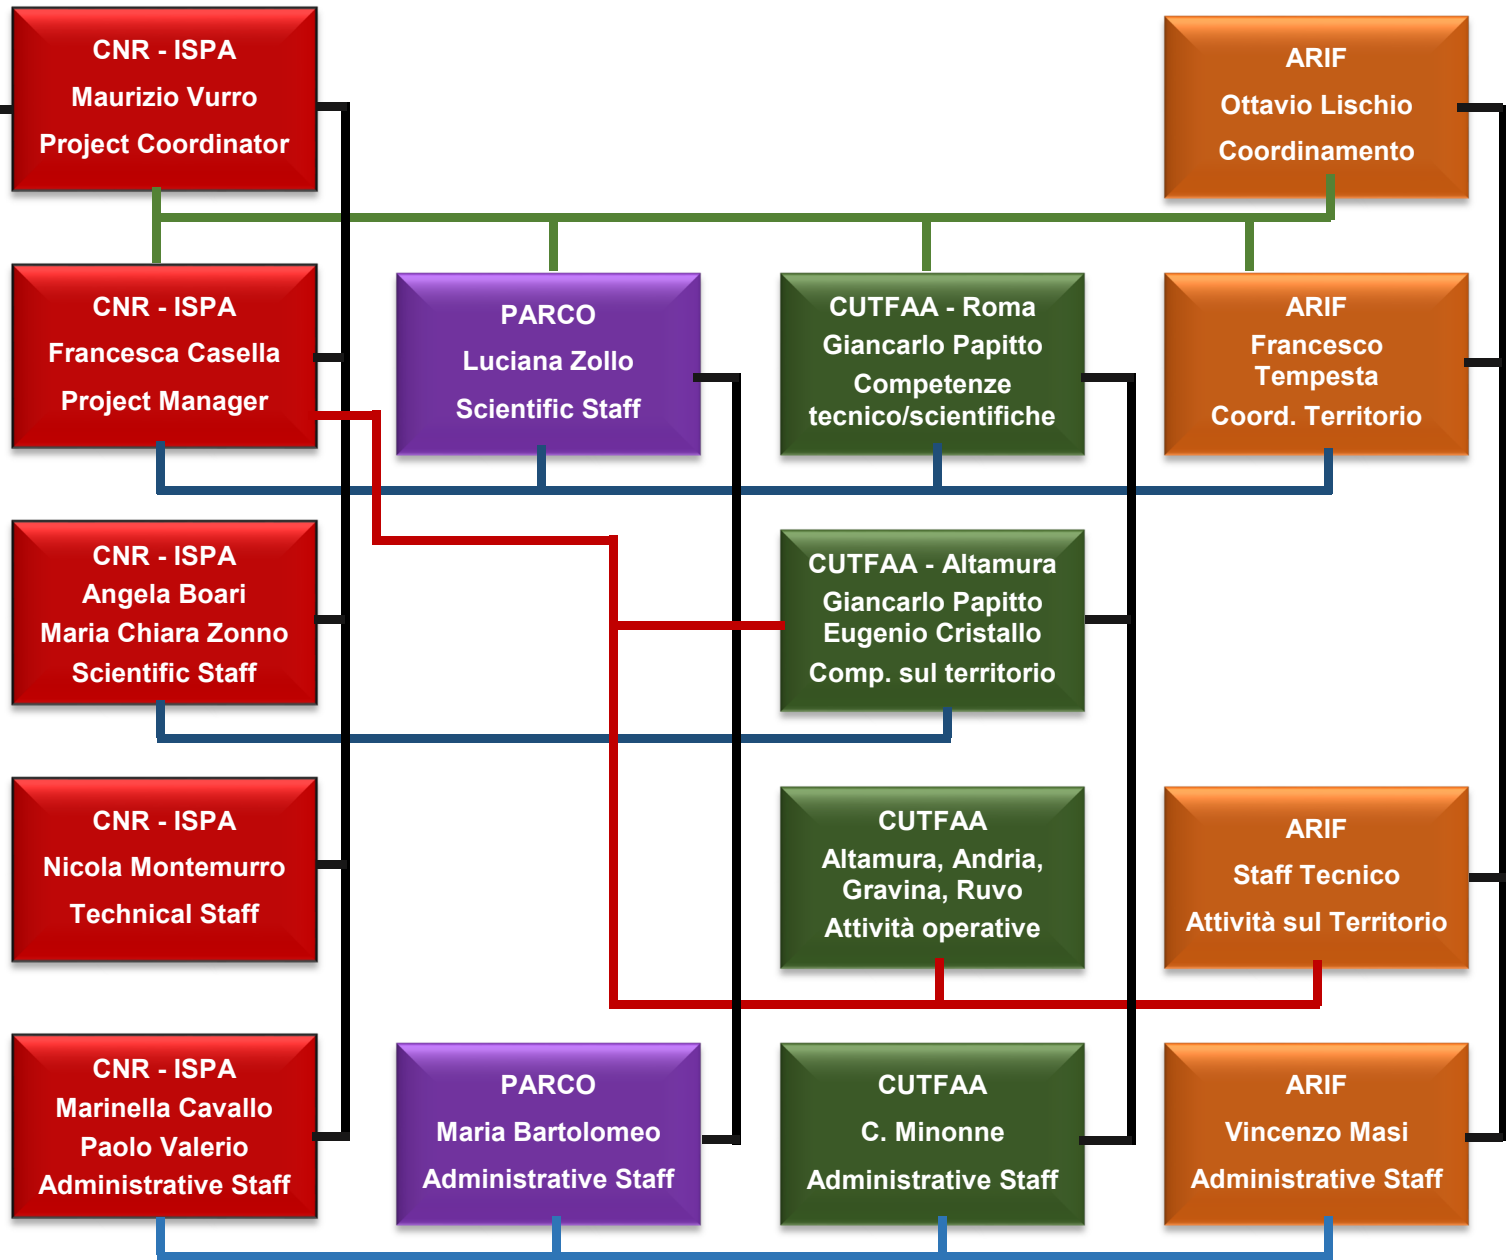 CNR - ISPA
Maurizio Vurro
Project Coordinator
ARIF
Ottavio Lischio
Coordinamento
CNR - ISPA
Francesca Casella
Project Manager
PARCO
Luciana Zollo
Scientific Staff
CUTFAA - Roma
Giancarlo Papitto
Competenze
tecnico/scientifiche
ARIF
Francesco
Tempesta
Coord. Territorio
CNR - ISPA
Angela Boari
Maria Chiara Zonno
Scientific Staff
CUTFAA - Altamura
Giancarlo Papitto
Eugenio Cristallo
Comp. sul territorio
CNR - ISPA
Nicola Montemurro
Technical Staff
CUTFAA
Altamura, Andria,
Gravina, Ruvo
Attività operative
ARIF
Staff Tecnico
Attività sul Territorio
CNR - ISPA
Marinella Cavallo
Paolo Valerio
Administrative Staff
PARCO
Maria Bartolomeo
Administrative Staff
CUTFAA
C. Minonne
Administrative Staff
ARIF
Vincenzo Masi
Administrative Staff